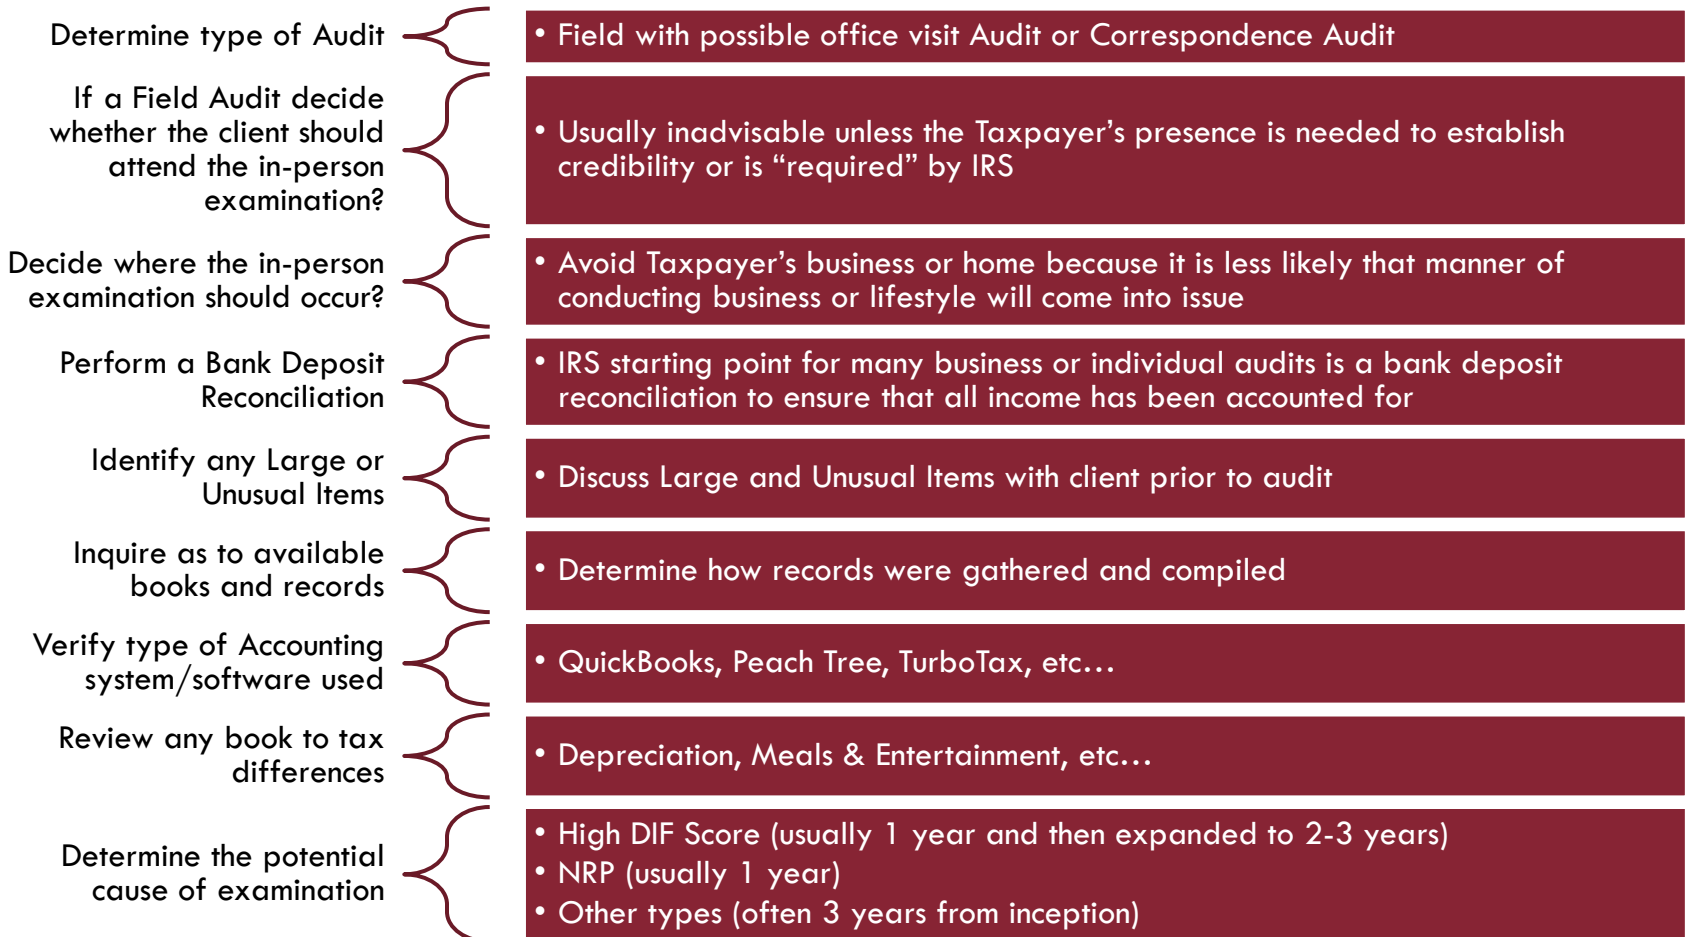 Determine type of Audit
• Field with possible office visit Audit or Correspondence Audit
If a Field Audit decide
whether the client should
attend the in-person
examination?
• Usually inadvisable unless the Taxpayer’s presence is needed to establish
credibility or is “required” by IRS
Decide where the in-person
examination should occur?
• Avoid Taxpayer’s business or home because it is less likely that manner of
conducting business or lifestyle will come into issue
Perform a Bank Deposit
Reconciliation
• IRS starting point for many business or individual audits is a bank deposit
reconciliation to ensure that all income has been accounted for
Identify any Large or
Unusual Items
• Discuss Large and Unusual Items with client prior to audit
Inquire as to available
books and records
• Determine how records were gathered and compiled
Verify type of Accounting
system/software used
• QuickBooks, Peach Tree, TurboTax, etc…
Review any book to tax
differences
• Depreciation, Meals & Entertainment, etc…
Determine the potential
cause of examination
• High DIF Score (usually 1 year and then expanded to 2-3 years)
• NRP (usually 1 year)
• Other types (often 3 years from inception)